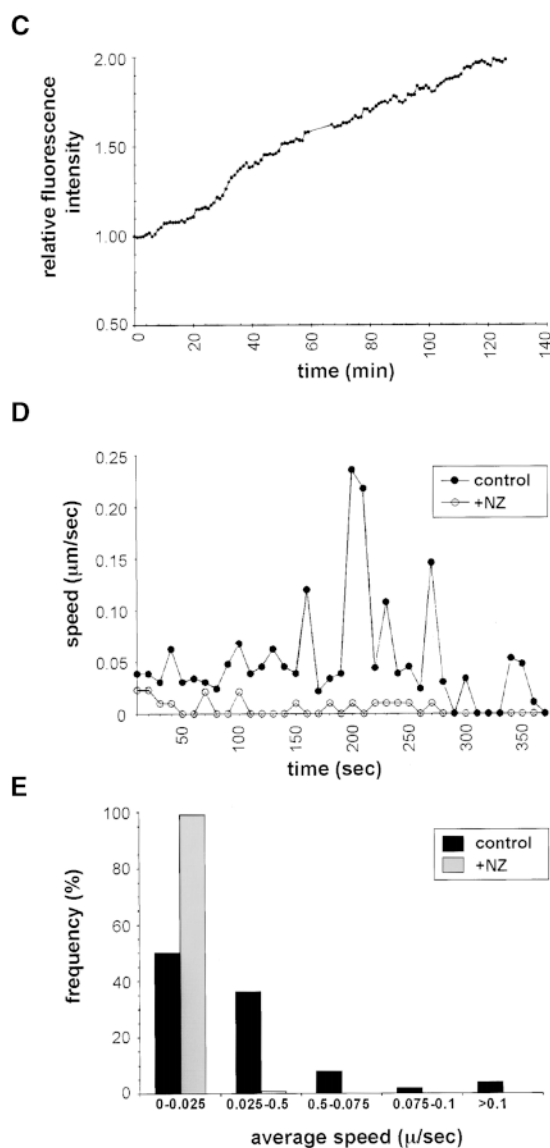 C
relative fluorescence
intensity
2.00
1.50
1.00
0.50
0
20
40
60
80
100
120
140
time (min)
D
speed (μm/sec)
0.25
0.20
0.15
0.10
0.05
0
50
100
150
200
250
300
350
time (sec)
control
+NZ
E
frequency (%)
100
80
60
40
20
0
0-0.025
0.025-0.5
0.5-0.075
0.075-0.1
>0.1
average speed (μ/sec)
control
+NZ